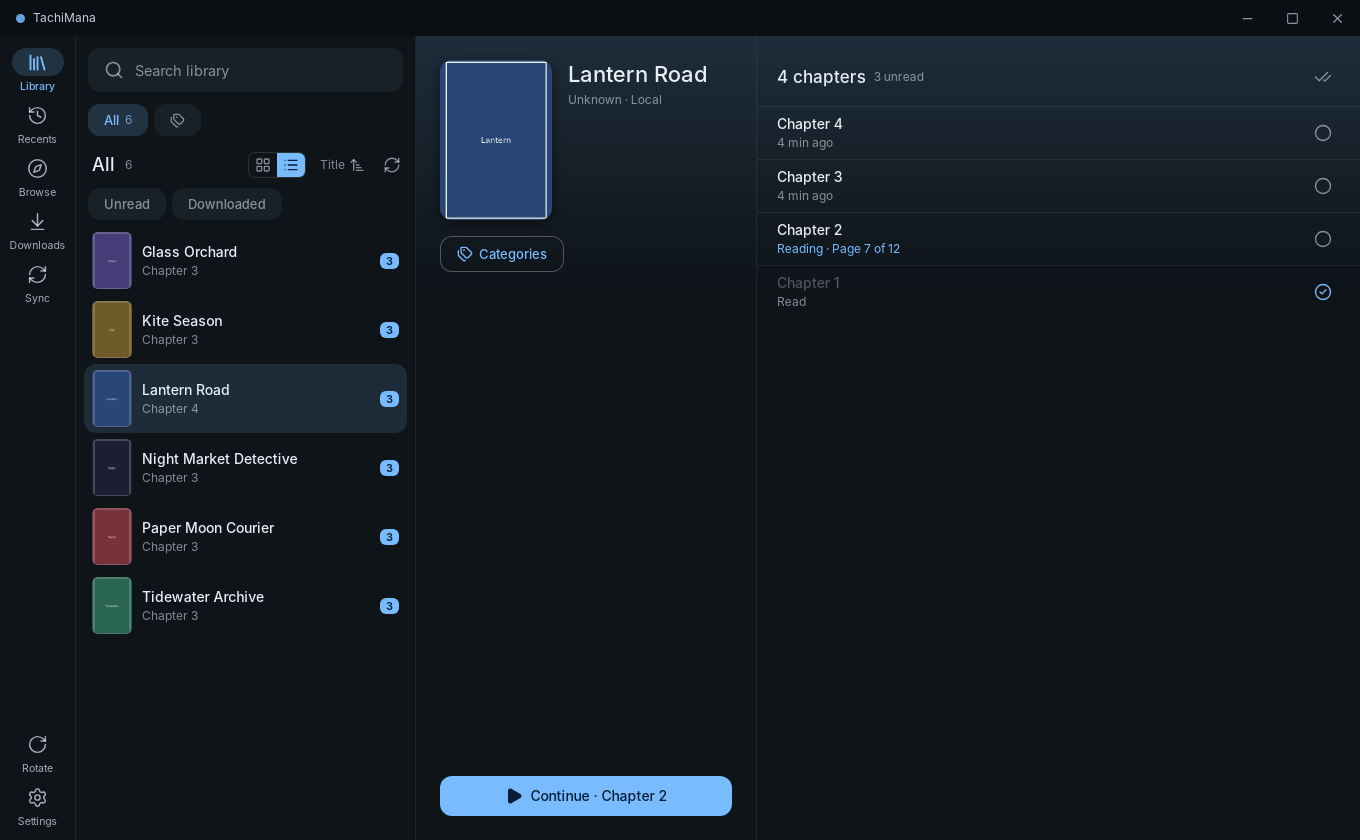 TachiMana
Library
Recents
Browse
Downloads
Sync
Rotate
Settings
Search library
All 6
All 6
Title
Unread
Downloaded
Glass Orchard
Chapter 3
3
Kite Season
Chapter 3
3
Lantern Road
Chapter 4
3
Night Market Detective
Chapter 3
3
Paper Moon Courier
Chapter 3
3
Tidewater Archive
Chapter 3
3
Lantern
Lantern Road
Unknown · Local
Categories
Continue · Chapter 2
4 chapters 3 unread
Chapter 4
4 min ago
Chapter 3
4 min ago
Chapter 2
Reading · Page 7 of 12
Chapter 1
Read